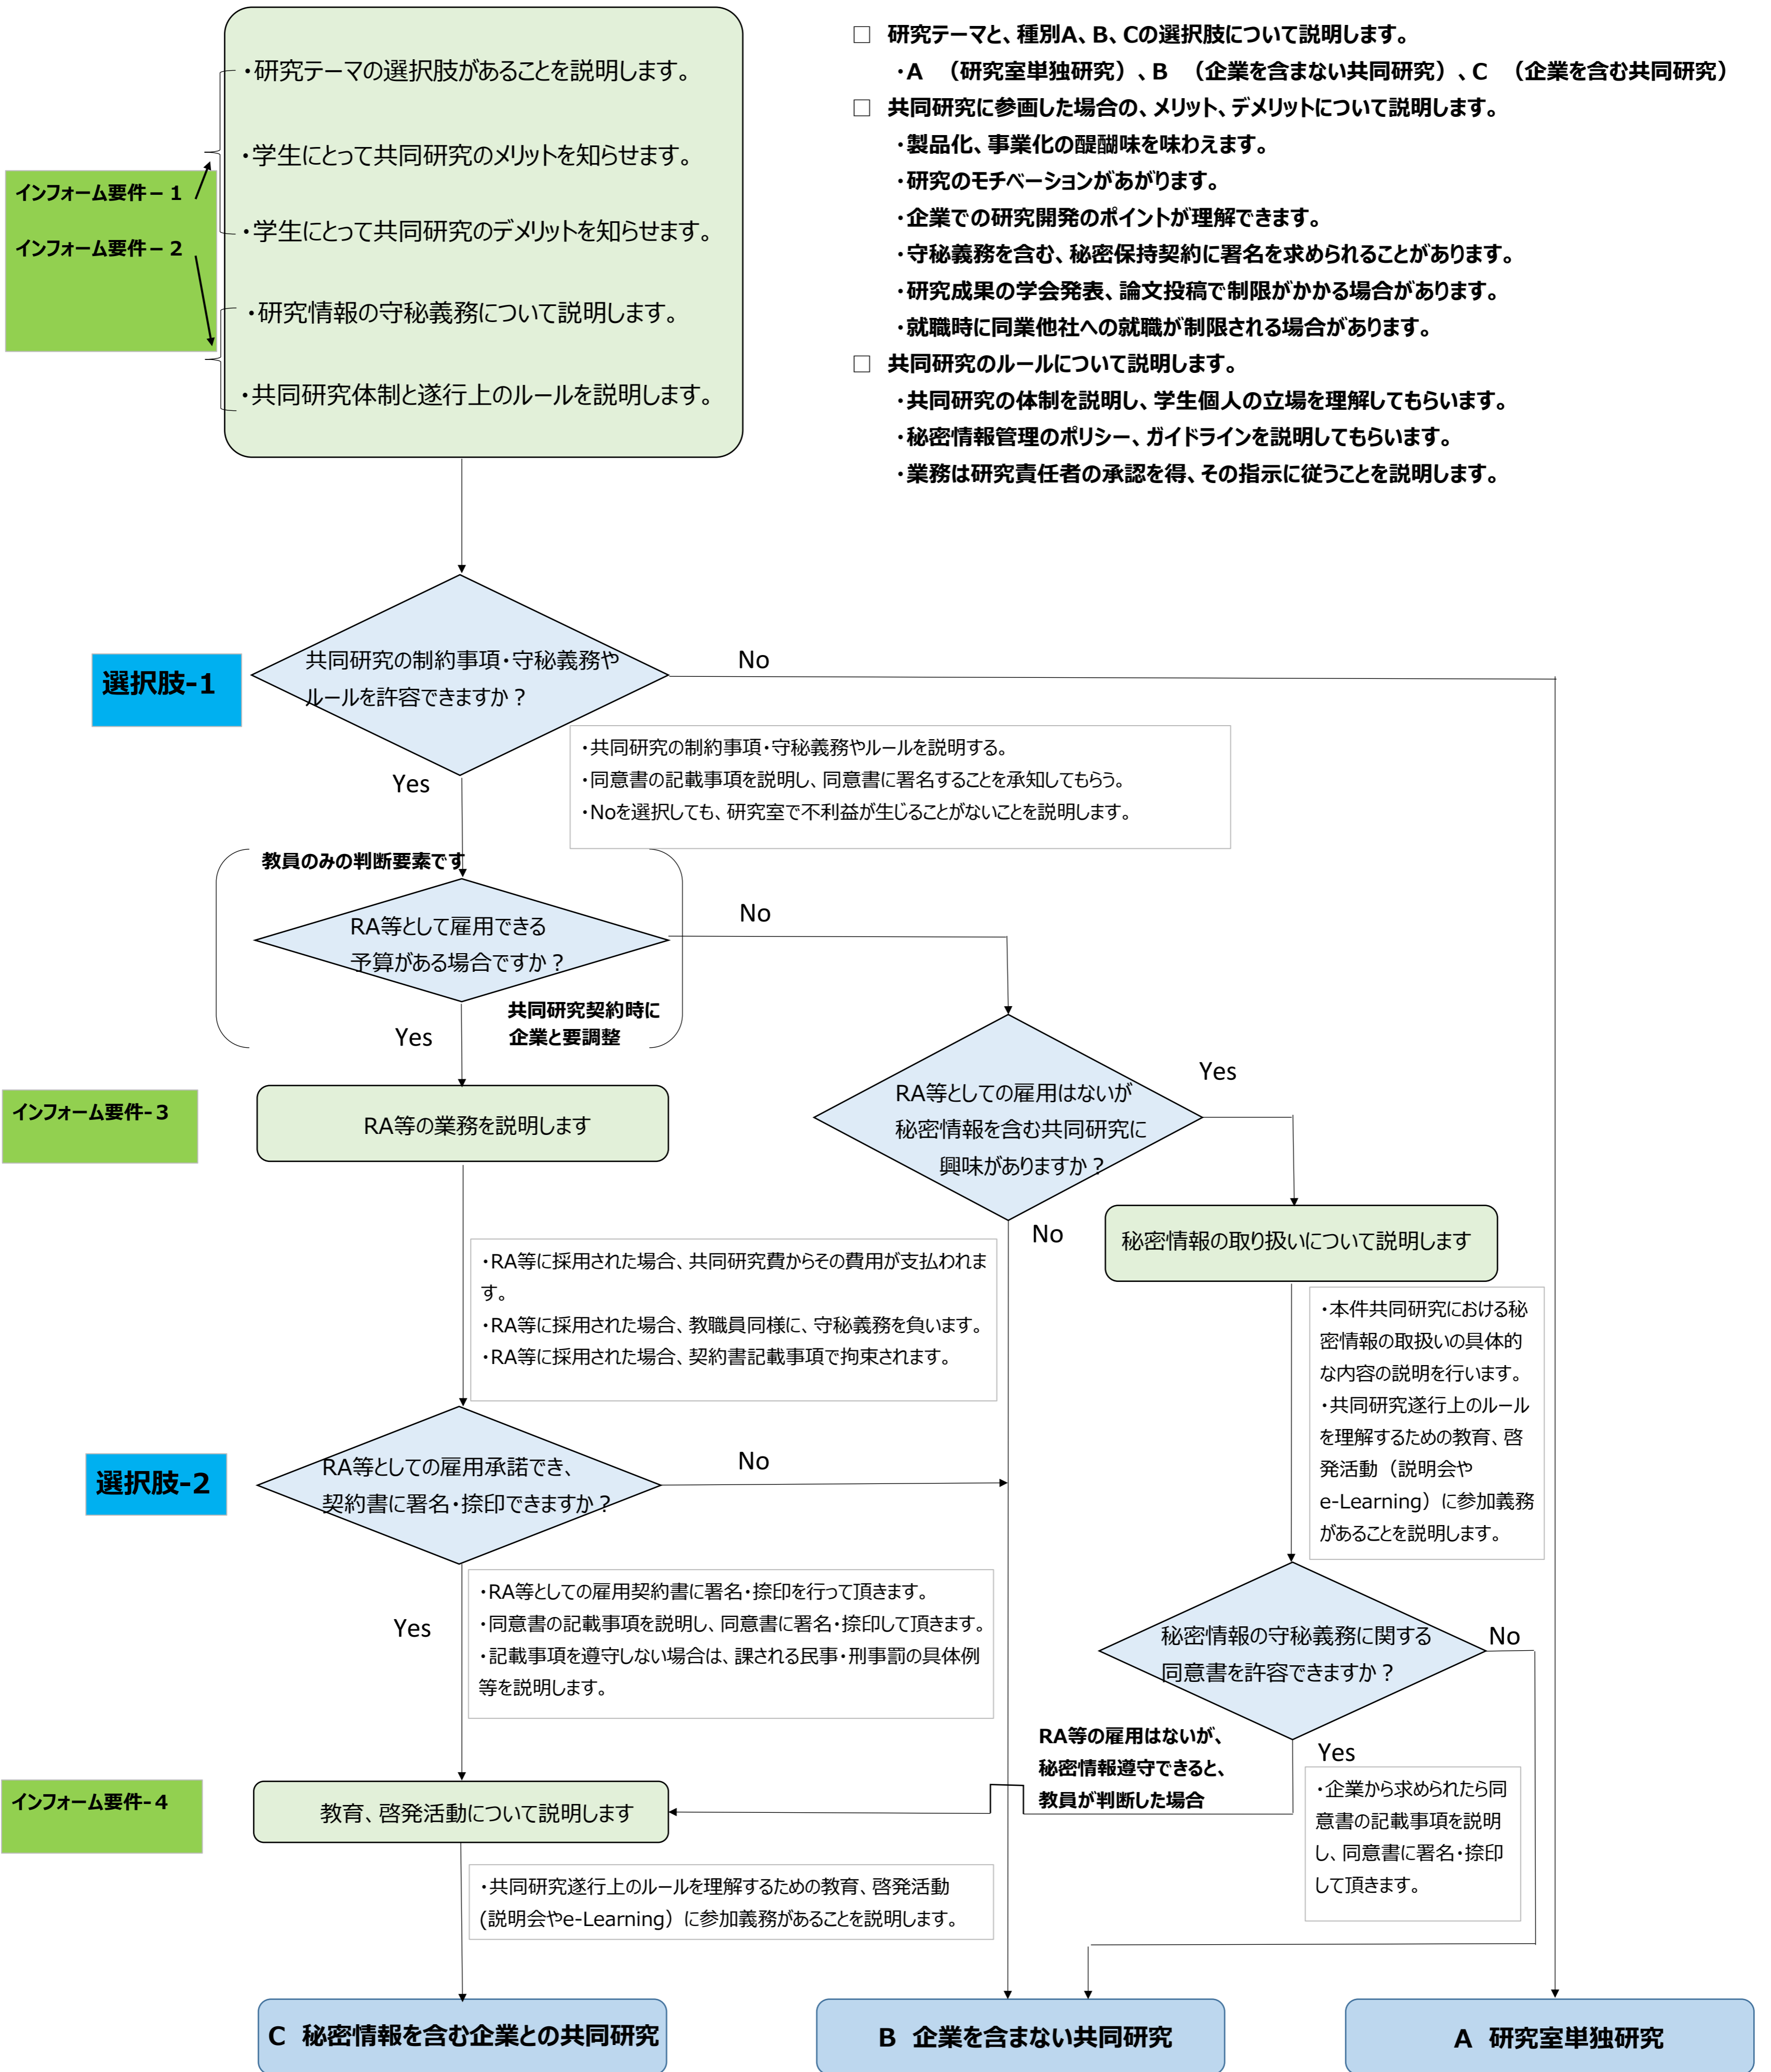 ・研究テーマの選択肢があることを説明します。
・学生にとって共同研究のメリットを知らせます。
・学生にとって共同研究のデメリットを知らせます。
・研究情報の守秘義務について説明します。
・共同研究体制と遂行上のルールを説明します。
インフォーム要件－１
インフォーム要件－２
□ 研究テーマと、種別A、B、Cの選択肢について説明します。
・A （研究室単独研究）、B （企業を含まない共同研究）、C （企業を含む共同研究）
□ 共同研究に参画した場合の、メリット、デメリットについて説明します。
・製品化、事業化の醍醐味を味わえます。
・研究のモチベーションがあがります。
・企業での研究開発のポイントが理解できます。
・守秘義務を含む、秘密保持契約に署名を求められることがあります。
・研究成果の学会発表、論文投稿で制限がかかる場合があります。
・就職時に同業他社への就職が制限される場合があります。
□ 共同研究のルールについて説明します。
・共同研究の体制を説明し、学生個人の立場を理解してもらいます。
・秘密情報管理のポリシー、ガイドラインを説明してもらいます。
・業務は研究責任者の承認を得、その指示に従うことを説明します。
選択肢-1
共同研究の制約事項・守秘義務や
ルールを許容できますか？
No
Yes
・共同研究の制約事項・守秘義務やルールを説明する。
・同意書の記載事項を説明し、同意書に署名することを承知してもらう。
・Noを選択しても、研究室で不利益が生じることがないことを説明します。
教員のみの判断要素です
RA等として雇用できる
予算がある場合ですか？
No
Yes
共同研究契約時に
企業と要調整
インフォーム要件-３
RA等の業務を説明します
RA等としての雇用はないが
秘密情報を含む共同研究に
興味がありますか？
Yes
No
秘密情報の取り扱いについて説明します
・RA等に採用された場合、共同研究費からその費用が支払われま
す。
・RA等に採用された場合、教職員同様に、守秘義務を負います。
・RA等に採用された場合、契約書記載事項で拘束されます。
・本件共同研究における秘
密情報の取扱いの具体的
な内容の説明を行います。
・共同研究遂行上のルール
を理解するための教育、啓
発活動（説明会や
e-Learning）に参加義務
があることを説明します。
選択肢-2
RA等としての雇用承諾でき、
契約書に署名・捺印できますか？
No
Yes
・RA等としての雇用契約書に署名・捺印を行って頂きます。
・同意書の記載事項を説明し、同意書に署名・捺印して頂きます。
・記載事項を遵守しない場合は、課される民事・刑事罰の具体例
等を説明します。
秘密情報の守秘義務に関する
同意書を許容できますか？
No
Yes
RA等の雇用はないが、
秘密情報遵守できると、
教員が判断した場合
・企業から求められたら同
意書の記載事項を説明
し、同意書に署名・捺印
して頂きます。
インフォーム要件-４
教育、啓発活動について説明します
・共同研究遂行上のルールを理解するための教育、啓発活動
(説明会やe-Learning）に参加義務があることを説明します。
C 秘密情報を含む企業との共同研究
B 企業を含まない共同研究
A 研究室単独研究